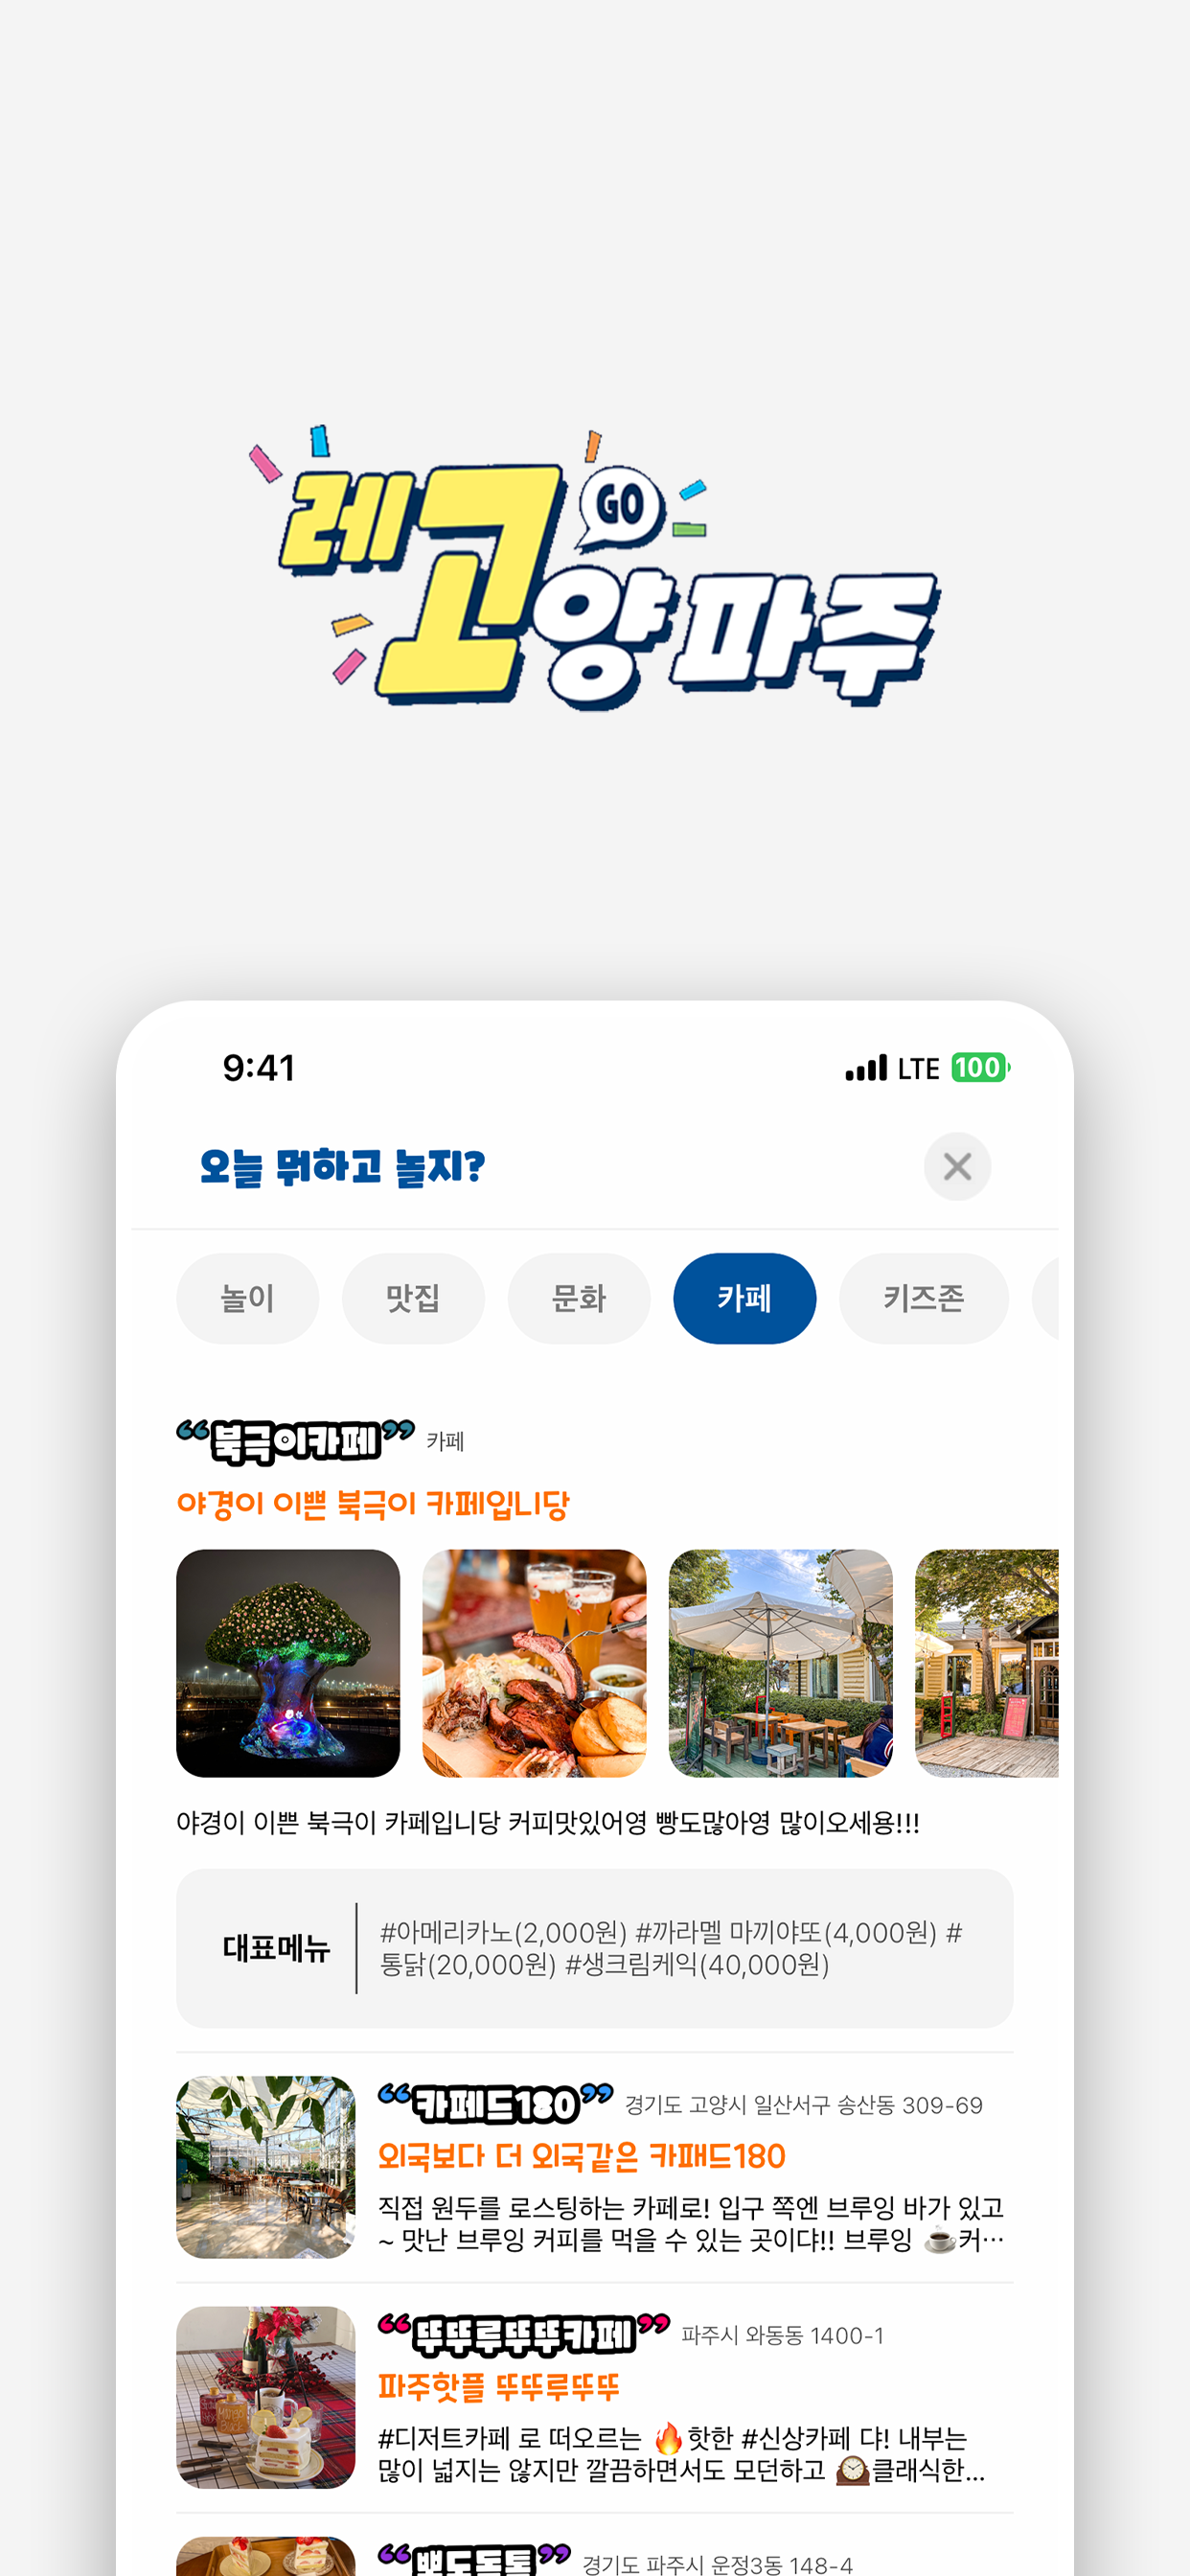 레고
GO
양파주
9:41
LTE 100
오늘 뭐하고 놀지?
놀이 맛집 문화 카페 키즈존
“북극이카페” 카페
야경이 이쁜 북극이 카페입니당
야경이 이쁜 북극이 카페입니당 커피맛있어영 빵도많아영 많이오세용!!!
대표메뉴
#아메리카노(2,000원) #까라멜 마끼야또(4,000원) #
통닭(20,000원) #생크림케익(40,000원)
“카페드180” 경기도 고양시 일산서구 송산동 309-69
외국보다 더 외국같은 카패드180
직접 원두를 로스팅하는 카페로! 입구 쪽엔 브루잉 바가 있고
~ 맛난 브루잉 커피를 먹을 수 있는 곳이댜!! 브루잉 ☕커…
“뚜뚜루뚜뚜카페” 파주시 와동동 1400-1
파주핫플 뚜뚜루뚜뚜
#디저트카페 로 떠오르는 🔥핫한 #신상카페 댜! 내부는
많이 넓지는 않지만 깔끔하면서도 모던하고 🕰️클래식한...
경기도 파주시 운정3동 148-4